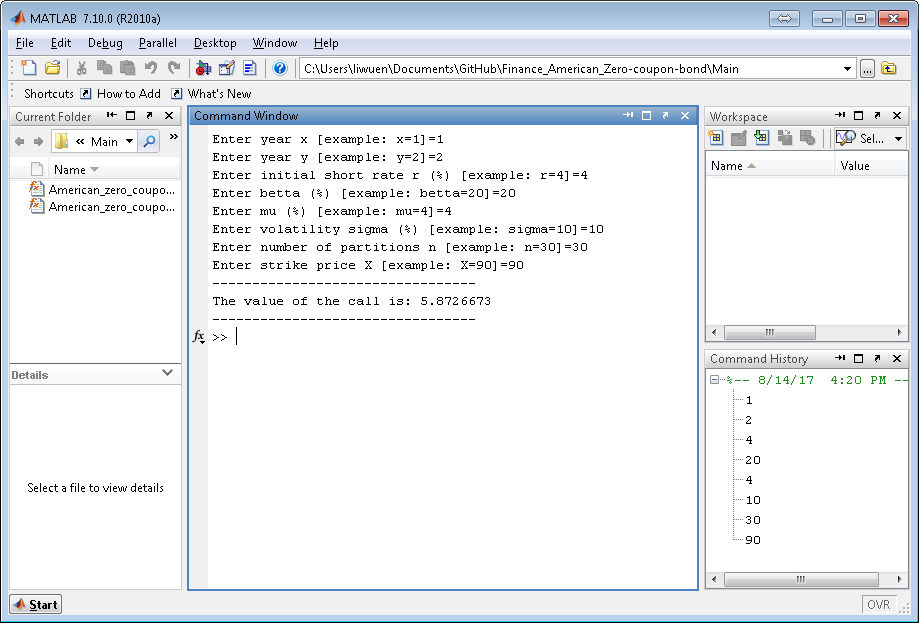 MATLAB 7.10.0 (R2010a)
File Edit Debug Parallel Desktop Window Help
C:\Users\liwuen\Documents\GitHub\Finance_American_Zero-coupon-bond\Main
...
Shortcuts How to Add What's New
Current Folder
« Main
»
Name
American_zero_coupo...
American_zero_coupo...
Details
Select a file to view details
Command Window
Enter year x [example: x=1]=1
Enter year y [example: y=2]=2
Enter initial short rate r (%) [example: r=4]=4
Enter betta (%) [example: betta=20]=20
Enter mu (%) [example: mu=4]=4
Enter volatility sigma (%) [example: sigma=10]=10
Enter number of partitions n [example: n=30]=30
Enter strike price X [example: X=90]=90
---------------------------------
The value of the call is: 5.8726673
---------------------------------
fx >>
Workspace
Sel...
Name Value
Command History
%-- 8/14/17 4:20 PM --
1
2
4
20
4
10
30
90
Start
OVR